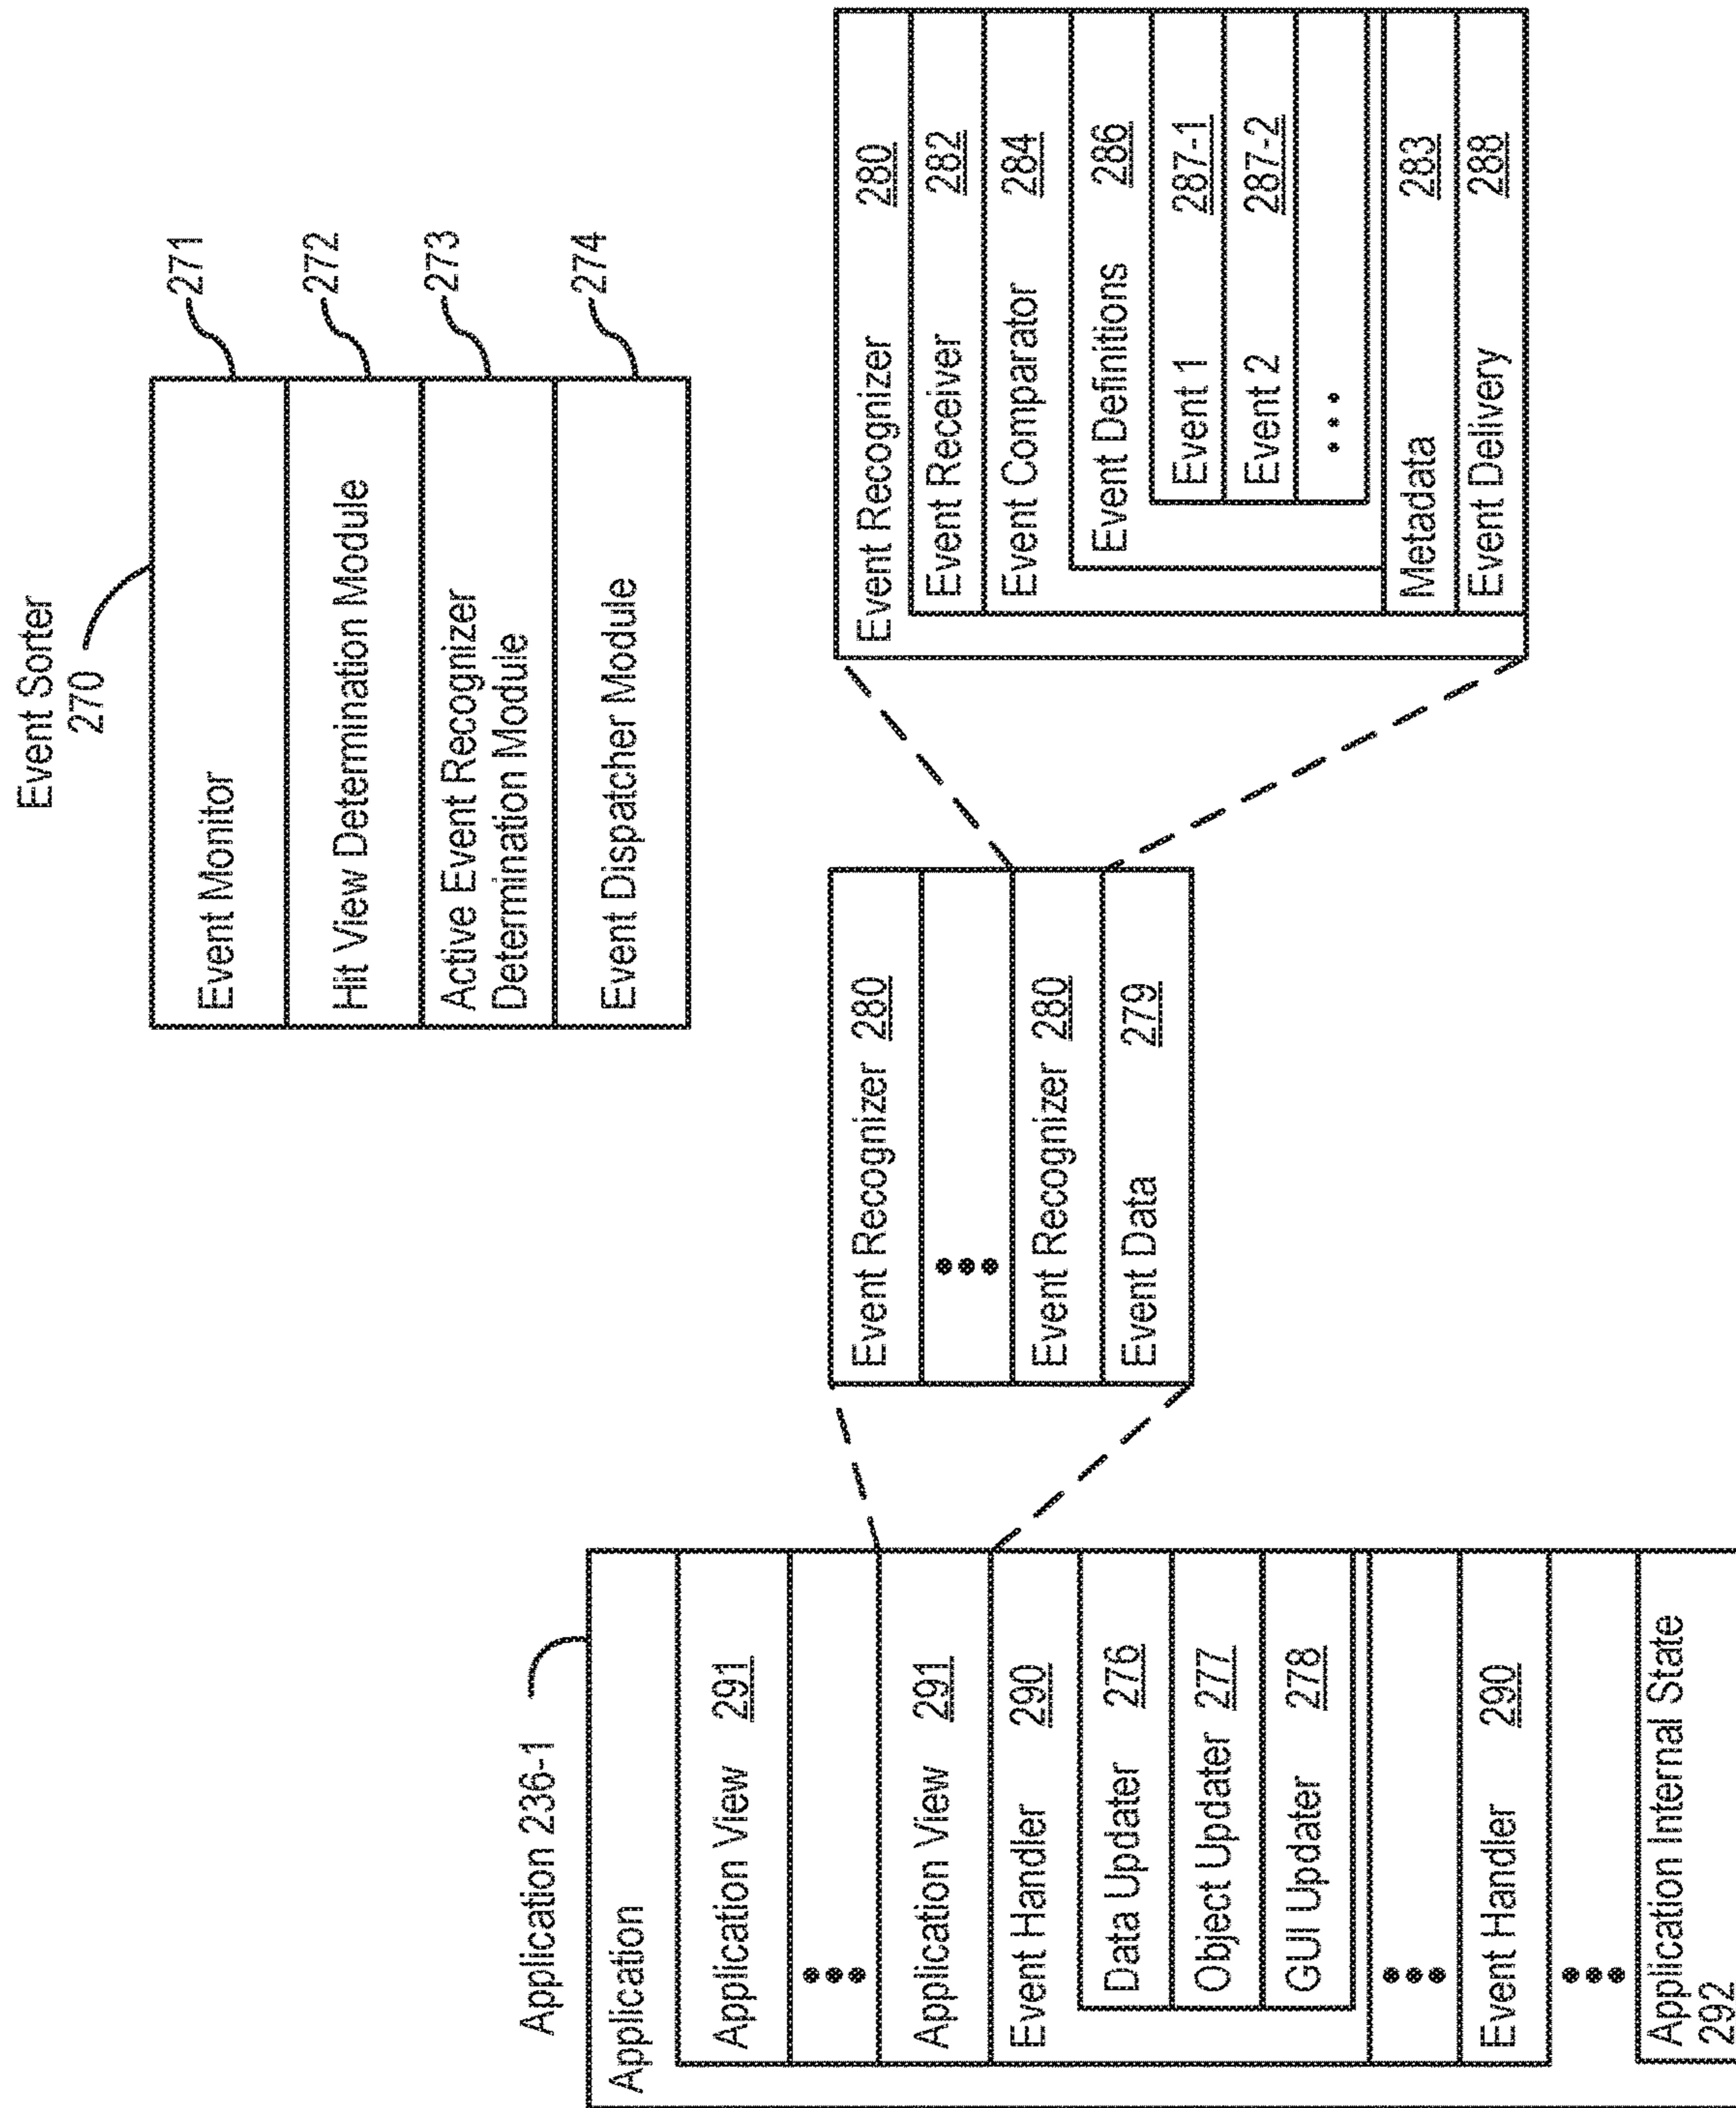 Event Sorter
270
Event Monitor
271
Hit View Determination Module
272
Active Event Recognizer
Determination Module
273
Event Dispatcher Module
274
Application 236-1
Application
Application View 291
•••
Application View 291
Event Handler 290
Data Updater 276
Object Updater 277
GUI Updater 278
•••
Event Handler 290
•••
Application Internal State
292
Event Recognizer 280
•••
Event Recognizer 280
Event Data 279
Event Recognizer 280
Event Receiver 282
Event Comparator 284
Event Definitions 286
Event 1 287-1
Event 2 287-2
•••
Metadata 283
Event Delivery 288